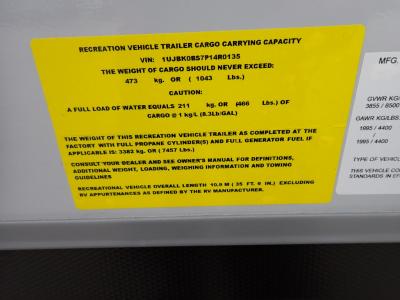 RECREATION VEHICLE TRAILER CARGO CARRYING CAPACITY
VIN: 1UJBK0BS7P14R0135
THE WEIGHT OF CARGO SHOULD NEVER EXCEED:
473 kg. OR ( 1043 Lbs.)
CAUTION:
A FULL LOAD OF WATER EQUALS 211 kg. OR (466 Lbs.) OF
CARGO @ 1 kg/L (8.3Lb/GAL)
THE WEIGHT OF THIS RECREATION VEHICLE TRAILER AS COMPLETED AT THE
FACTORY WITH FULL PROPANE CYLINDER(S) AND FULL GENERATOR FUEL IF
APPLICABLE IS: 3382 kg. OR (7457 Lbs.)
CONSULT YOUR DEALER AND SEE OWNER'S MANUAL FOR DEFINITIONS,
ADDITIONAL WEIGHT, LOADING, WEIGHING INFORMATION AND TOWING
GUIDELINES
RECREATIONAL VEHICLE OVERALL LENGTH 10.9 M ( 35 FT. 9 IN.) EXCLUDING
RV APPURTENANCES AS DEFINED BY THE RV MANUFACTURER.
MFG.
GVWR KG/
3855 / 8500
GAWR KG/LBS.
1995 / 4400
1995 / 4400
TYPE OF VEHICL
THIS VEHICLE CO
STANDARDS IN EF